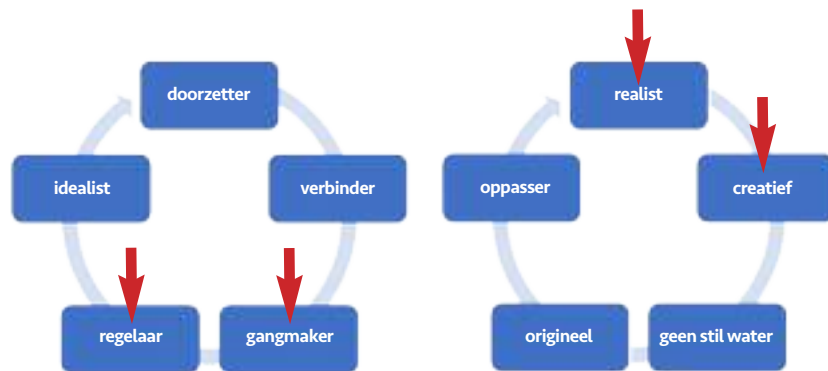 doorzetter
verbinder
gangmaker
regelaar
idealist
realist
creatief
geen stil water
origineel
oppasser